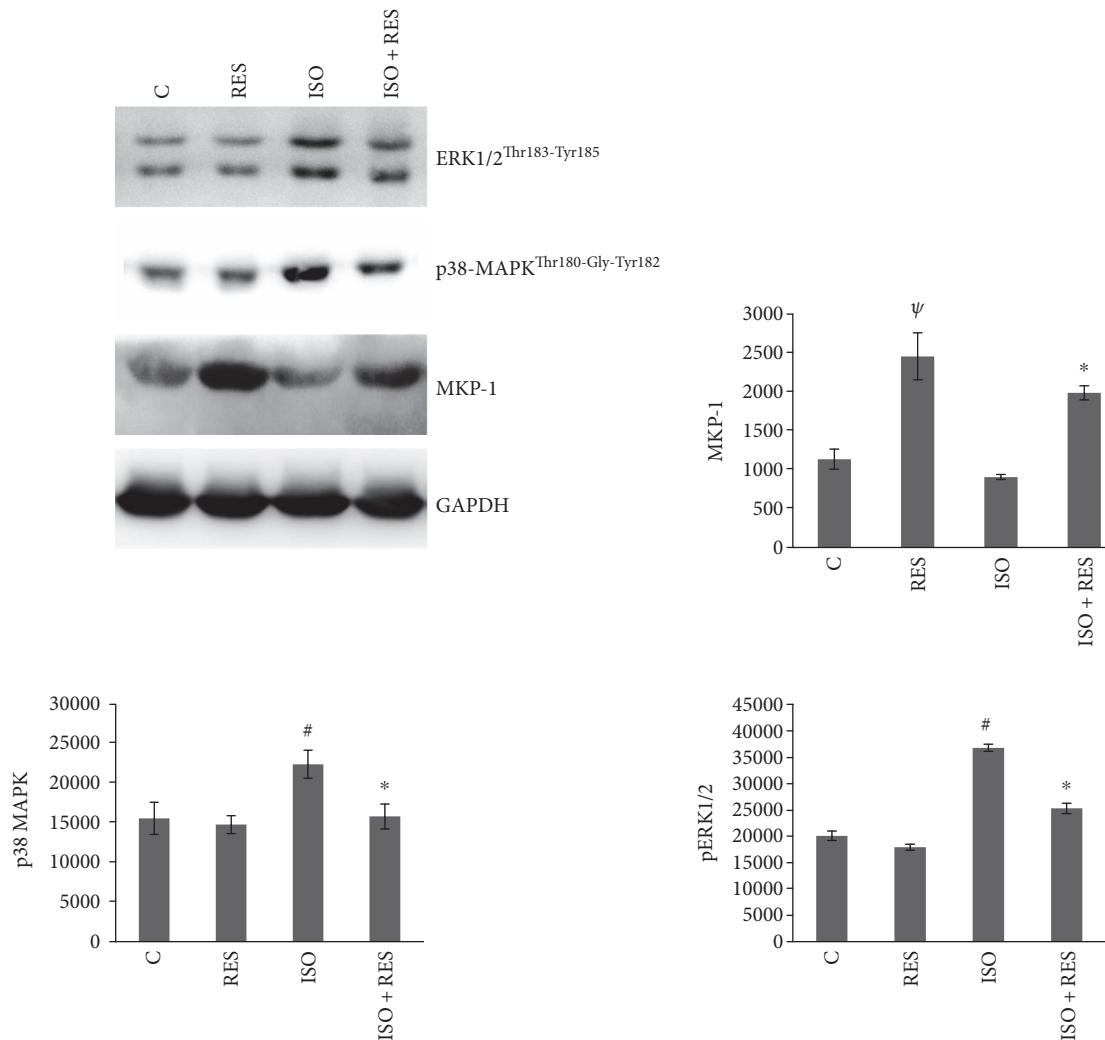 C
RES
ISO
ISO + RES
ERK1/2Thr183-Tyr185
p38-MAPKThr180-Gly-Tyr182
MKP-1
GAPDH
MKP-1
3000
2500
2000
1500
1000
500
0
ψ
*
C
RES
ISO
ISO + RES
p38 MAPK
30000
25000
20000
15000
10000
5000
0
#
*
C
RES
ISO
ISO + RES
pERK1/2
45000
40000
35000
30000
25000
20000
15000
10000
5000
0
#
*
C
RES
ISO
ISO + RES